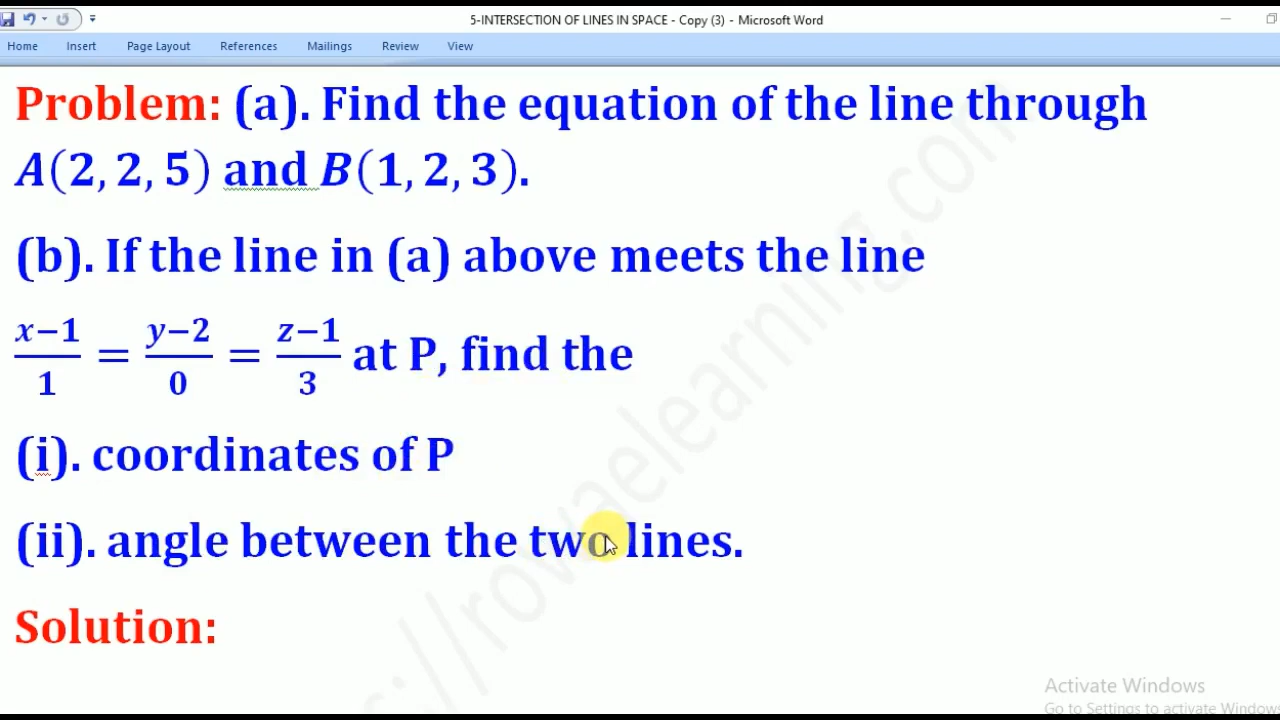 5-INTERSECTION OF LINES IN SPACE - Copy (3) - Microsoft Word
Home Insert Page Layout References Mailings Review View
Problem: (a). Find the equation of the line through
A(2, 2, 5) and B(1, 2, 3).
(b). If the line in (a) above meets the line
x−1/1 = y−2/0 = z−1/3 at P, find the
(i). coordinates of P
(ii). angle between the two lines.
Solution:
://rovaelearning.com
Activate Windows
Go to Settings to activate Windows